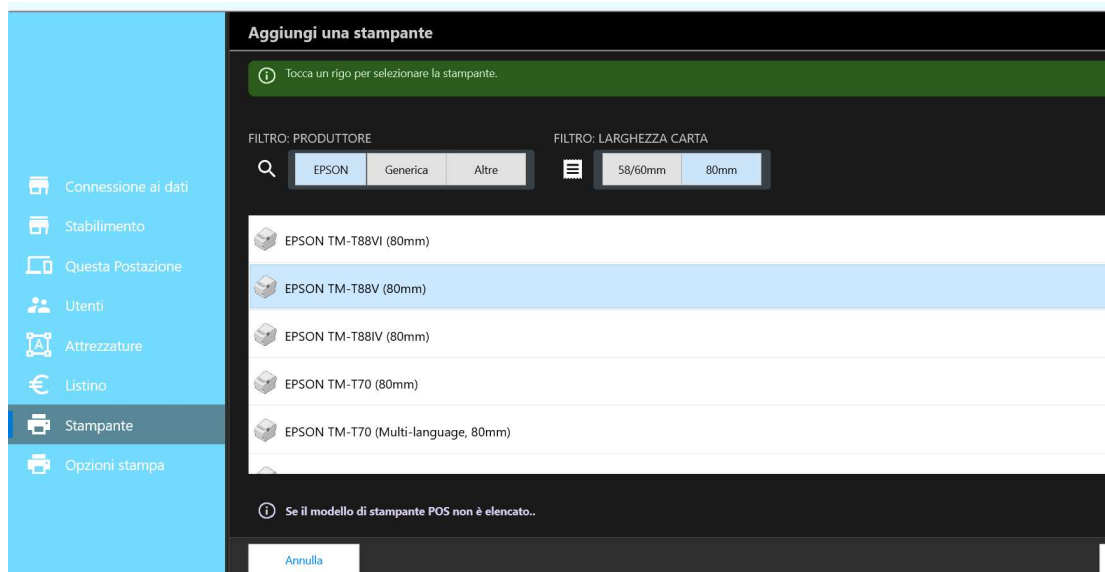 Aggiungi una stampante
Tocca un rigo per selezionare la stampante.
FILTRO: PRODUTTORE
EPSON Generica Altre
FILTRO: LARGHEZZA CARTA
58/60mm 80mm
Connessione ai dati
Stabilimento
Questa Postazione
Utenti
Attrezzature
Listino
Stampante
Opzioni stampa
EPSON TM-T88VI (80mm)
EPSON TM-T88V (80mm)
EPSON TM-T88IV (80mm)
EPSON TM-T70 (80mm)
EPSON TM-T70 (Multi-language, 80mm)
Se il modello di stampante POS non è elencato..
Annulla